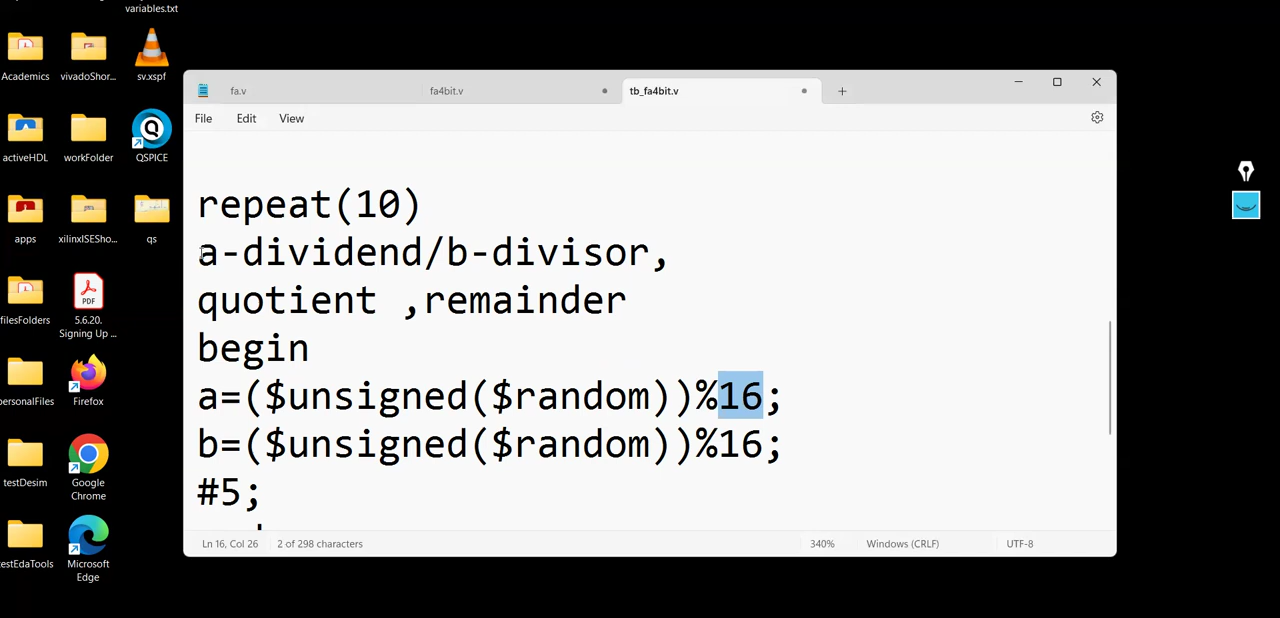 variables.txt
Academics
vivadoShor...
sv.xspf
activeHDL
workFolder
QSPICE
apps
xilinxISESho...
qs
filesFolders
PDF
5.6.20.
Signing Up ...
personalFiles
Firefox
testDesim
Google
Chrome
estEdaTools
Microsoft
Edge
fa.v
fa4bit.v
tb_fa4bit.v
File Edit View
repeat(10)
a-dividend/b-divisor,
quotient ,remainder
begin
a=($unsigned($random))%16;
b=($unsigned($random))%16;
#5;
Ln 16, Col 26
2 of 298 characters
340%
Windows (CRLF)
UTF-8